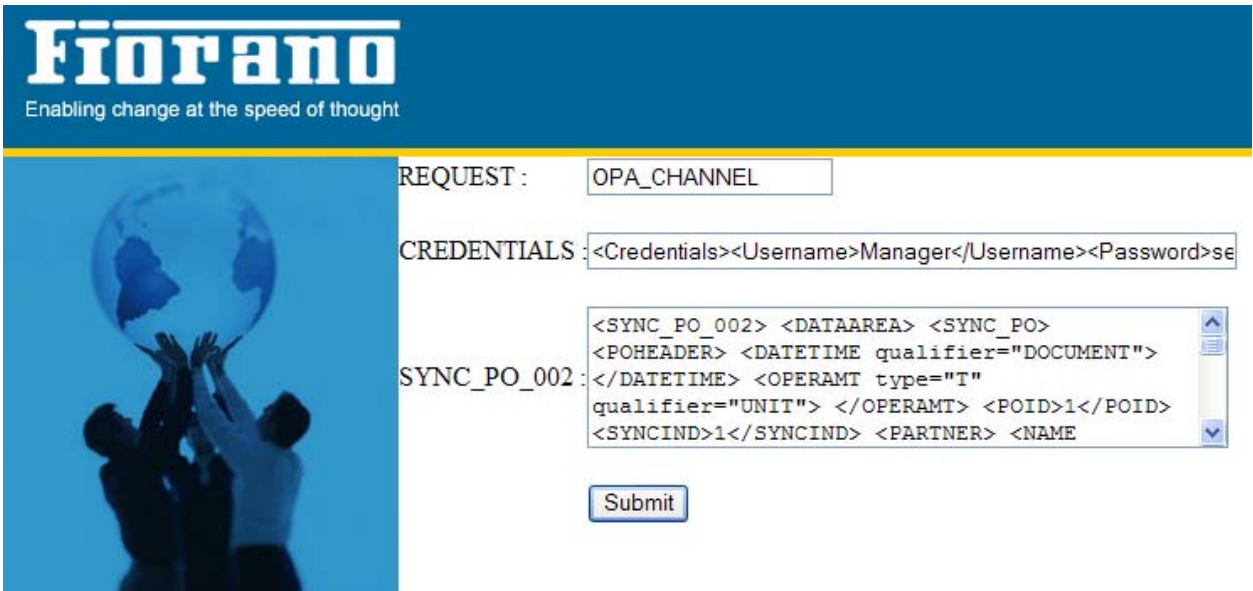 Fiorano
Enabling change at the speed of thought
REQUEST : OPA_CHANNEL
CREDENTIALS : <Credentials><Username>Manager</Username><Password>se
SYNC_PO_002 :
<SYNC_PO_002> <DATAAREA> <SYNC_PO>
<POHEADER> <DATETIME qualifier="DOCUMENT">
</DATETIME> <OPERAMT type="T"
qualifier="UNIT"> </OPERAMT> <POID>1</POID>
<SYNCIND>1</SYNCIND> <PARTNER> <NAME
Submit